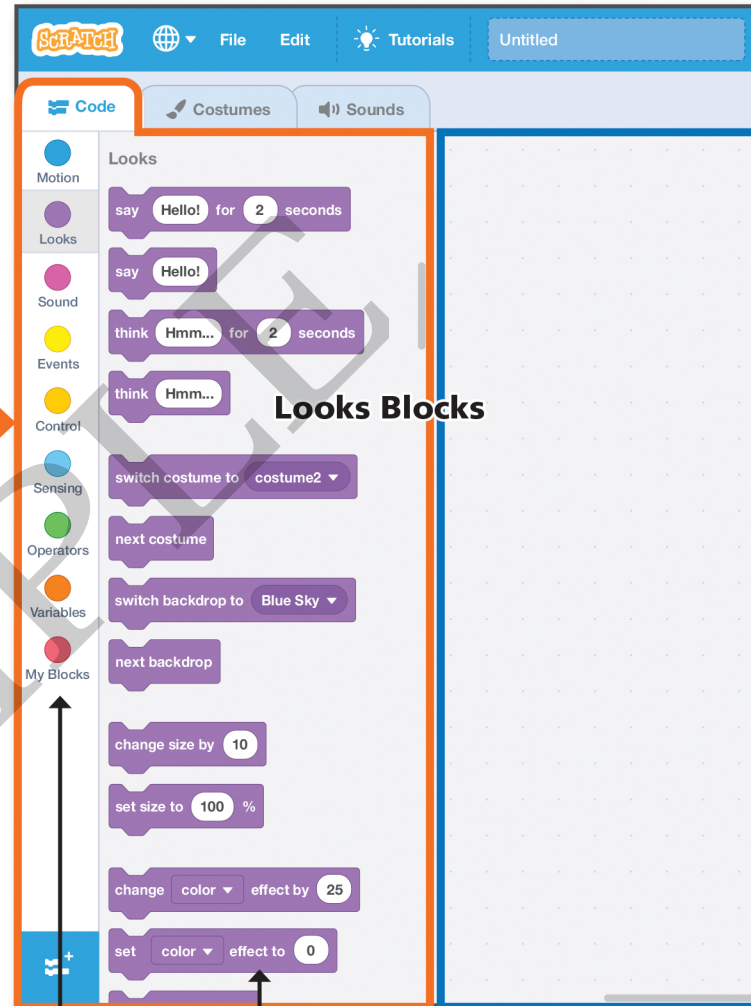 SCRATCH File Edit Tutorials Untitled
Code Costumes Sounds
Motion
Looks
Sound
Events
Control
Sensing
Operators
Variables
My Blocks
Looks
say Hello! for 2 seconds
say Hello!
think Hmm... for 2 seconds
think Hmm...
Looks Blocks
switch costume to costume2
next costume
switch backdrop to Blue Sky
next backdrop
change size by 10
set size to 100 %
change color effect by 25
set color effect to 0
PLE